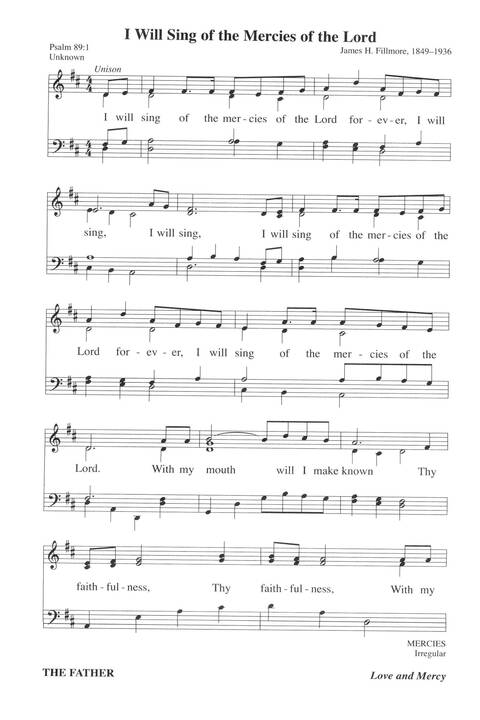 I Will Sing of the Mercies of the Lord
Psalm 89:1
Unknown
James H. Fillmore, 1849–1936
Unison
I will sing of the mer-cies of the Lord for-ev-er, I will
sing, I will sing, I will sing of the mer-cies of the
Lord for-ev-er, I will sing of the mer-cies of the
Lord. With my mouth will I make known Thy
faith-ful-ness, Thy faith-ful-ness, With my
MERCIES
Irregular
THE FATHER
Love and Mercy